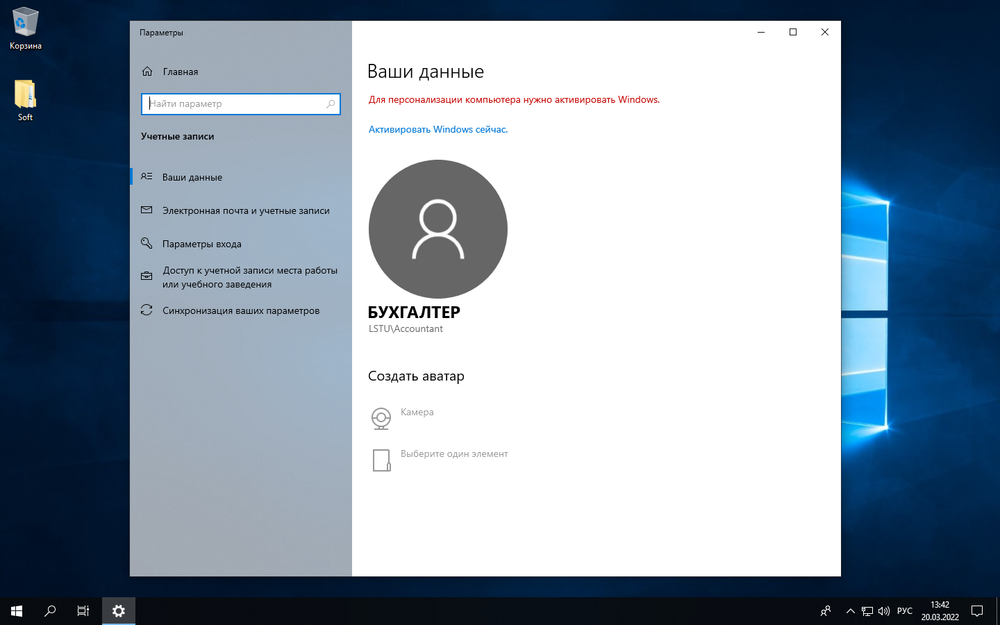 Корзина
Soft
Параметры
Главная
Найти параметр
Учетные записи
Ваши данные
Электронная почта и учетные записи
Параметры входа
Доступ к учетной записи места работы
или учебного заведения
Синхронизация ваших параметров
Ваши данные
Для персонализации компьютера нужно активировать Windows.
Активировать Windows сейчас.
БУХГАЛТЕР
LSTU\Accountant
Создать аватар
Камера
Выберите один элемент
РУС
13:42
20.03.2022